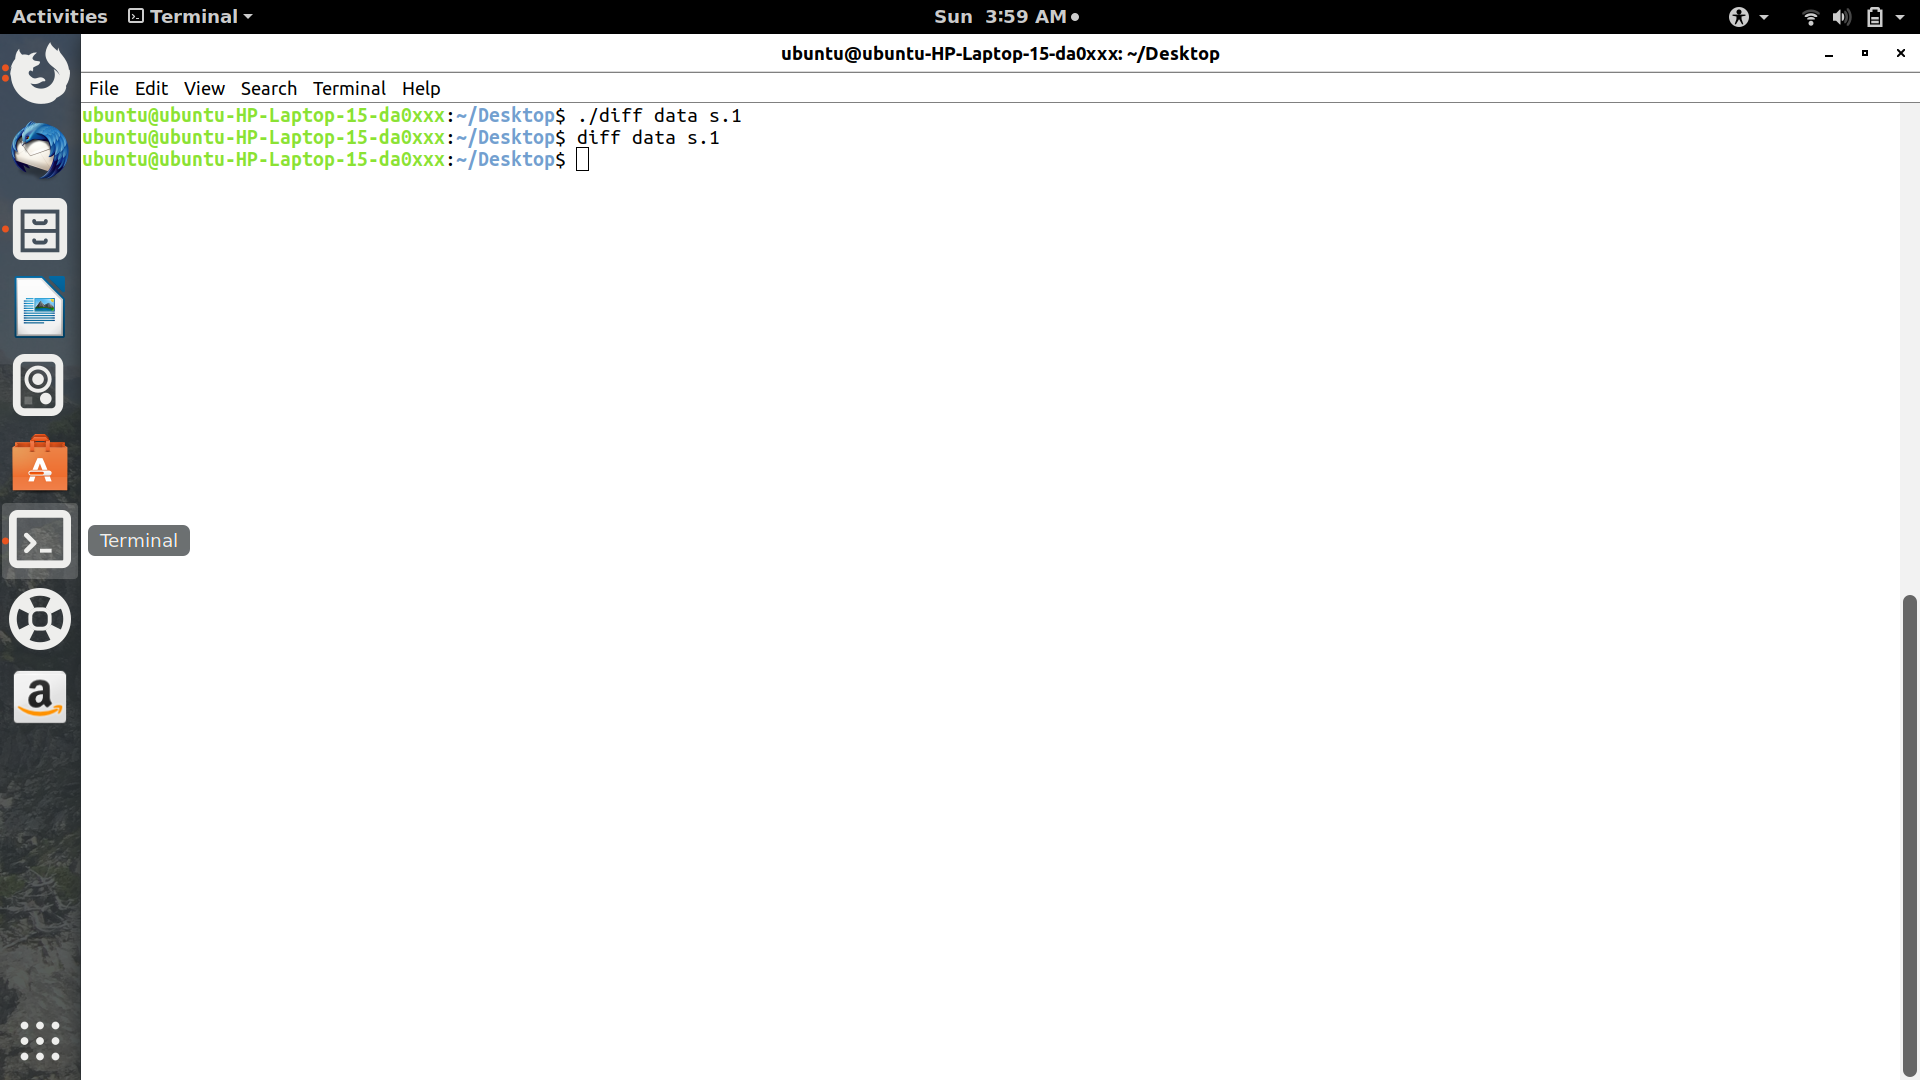 Activities Terminal Sun 3:59 AM
ubuntu@ubuntu-HP-Laptop-15-da0xxx: ~/Desktop
File Edit View Search Terminal Help
ubuntu@ubuntu-HP-Laptop-15-da0xxx:~/Desktop$ ./diff data s.1
ubuntu@ubuntu-HP-Laptop-15-da0xxx:~/Desktop$ diff data s.1
ubuntu@ubuntu-HP-Laptop-15-da0xxx:~/Desktop$
Terminal